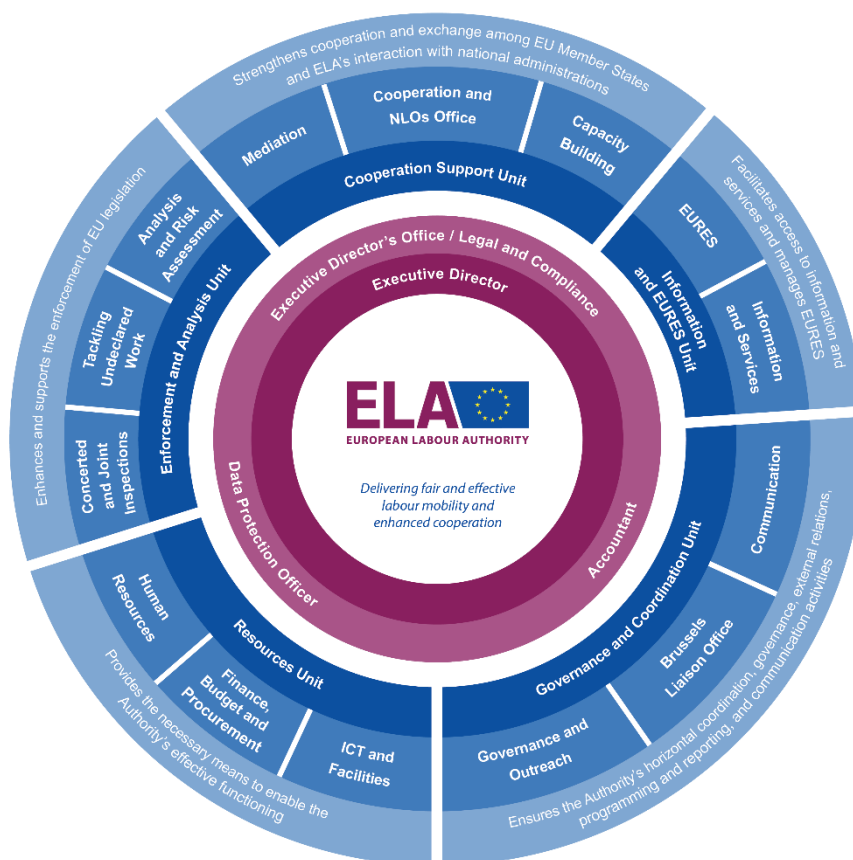 Strengthens cooperation and exchange among EU Member States
and ELA's interaction with national administrations
Mediation
Cooperation and
NLOs Office
Capacity
Building
Cooperation Support Unit
Facilitates access to information and
services and manages EURES
EURES
Information
and Services
Information
and EURES Unit
Ensures the Authority's horizontal coordination, governance, external relations,
programming and reporting, and communication activities
Communication
Brussels
Liaison Office
Governance and
Outreach
Governance and Coordination Unit
Provides the necessary means to enable the
Authority's effective functioning
Human
Resources
Finance,
Budget and
Procurement
ICT and
Facilities
Resources Unit
Enhances and supports the enforcement of EU legislation
Analysis
and Risk
Assessment
Tackling
Undeclared
Work
Concerted
and Joint
Inspections
Enforcement and Analysis Unit
Executive Director's Office / Legal and Compliance
Accountant
Data Protection Officer
Executive Director
ELA
EUROPEAN LABOUR AUTHORITY
Delivering fair and effective
labour mobility and
enhanced cooperation